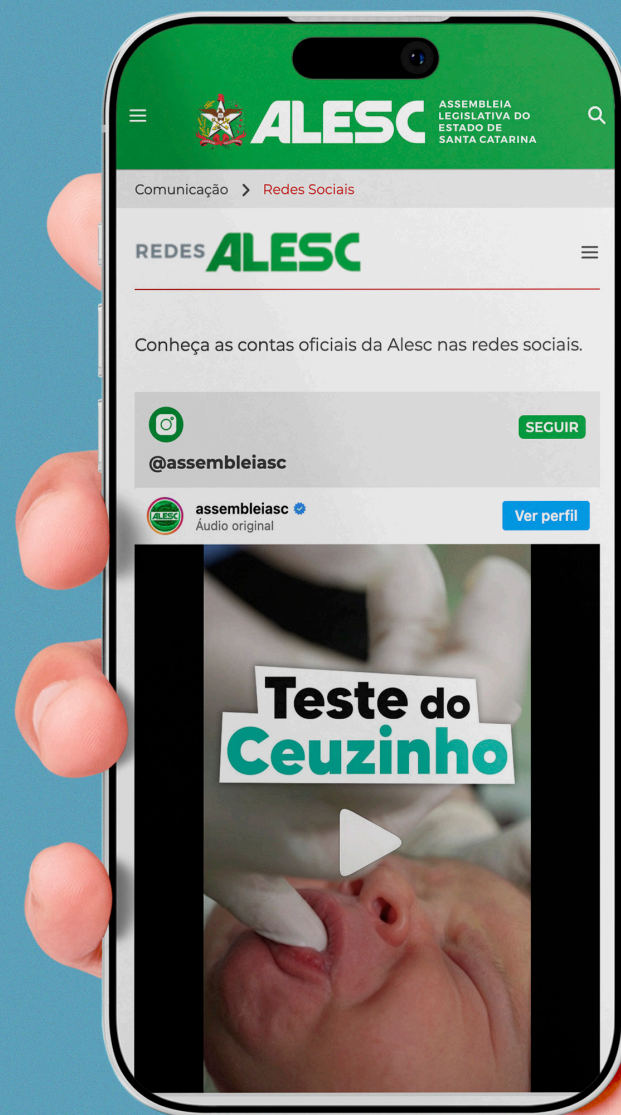 ALESC
ASSEMBLEIA
LEGISLATIVA DO
ESTADO DE
SANTA CATARINA
Comunicação > Redes Sociais
REDES ALESC
Conheça as contas oficiais da Alesc nas redes sociais.
SEGUIR
@assembleiasc
ALESC
assembleiasc
Áudio original
Ver perfil
Teste do
Ceuzinho